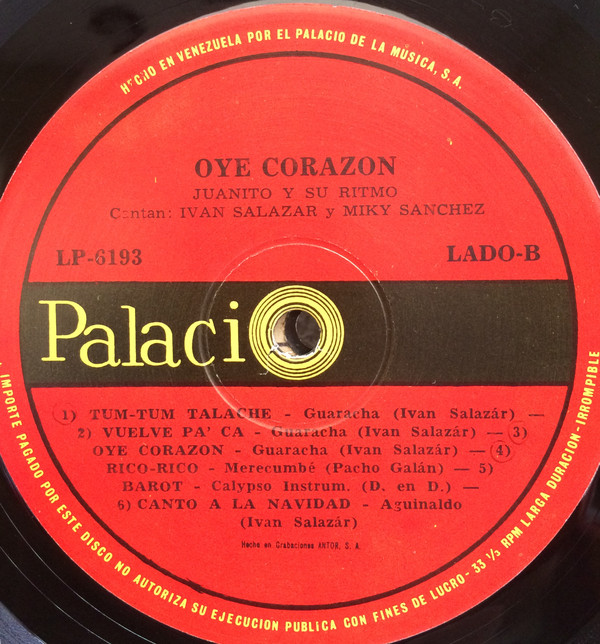 HECHO EN VENEZUELA POR EL PALACIO DE LA MUSICA, S.A.
OYE CORAZON
JUANITO Y SU RITMO
Cantan: IVAN SALAZAR y MIKY SANCHEZ
LP-6193
LADO-B
Palacio
1) TUM-TUM TALACHE - Guaracha (Ivan Salazár) —
2) VUELVE PA' CA - Guaracha (Ivan Salazár) — 3)
OYE CORAZON - Guaracha (Ivan Salazár) — 4)
RICO-RICO - Merecumbé (Pacho Galán) — 5)
BAROT - Calypso Instrum. (D. en D.) —
6) CANTO A LA NAVIDAD - Aguinaldo
(Ivan Salazár)
Hecho en Grabaciones ANTOR, S. A.
IMPORTE PAGADO POR ESTE DISCO NO AUTORIZA SU EJECUCION PUBLICA CON FINES DE LUCRO - 33 ⅓ RPM LARGA DURACION - IRROMPIBLE